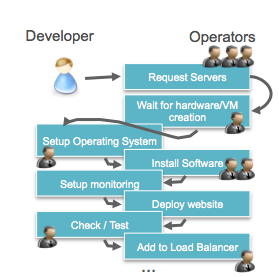 Developer
Operators
Request Servers
Wait for hardware/VM
creation
Setup Operating System
Install Software
Setup monitoring
Deploy website
Check / Test
Add to Load Balancer
...